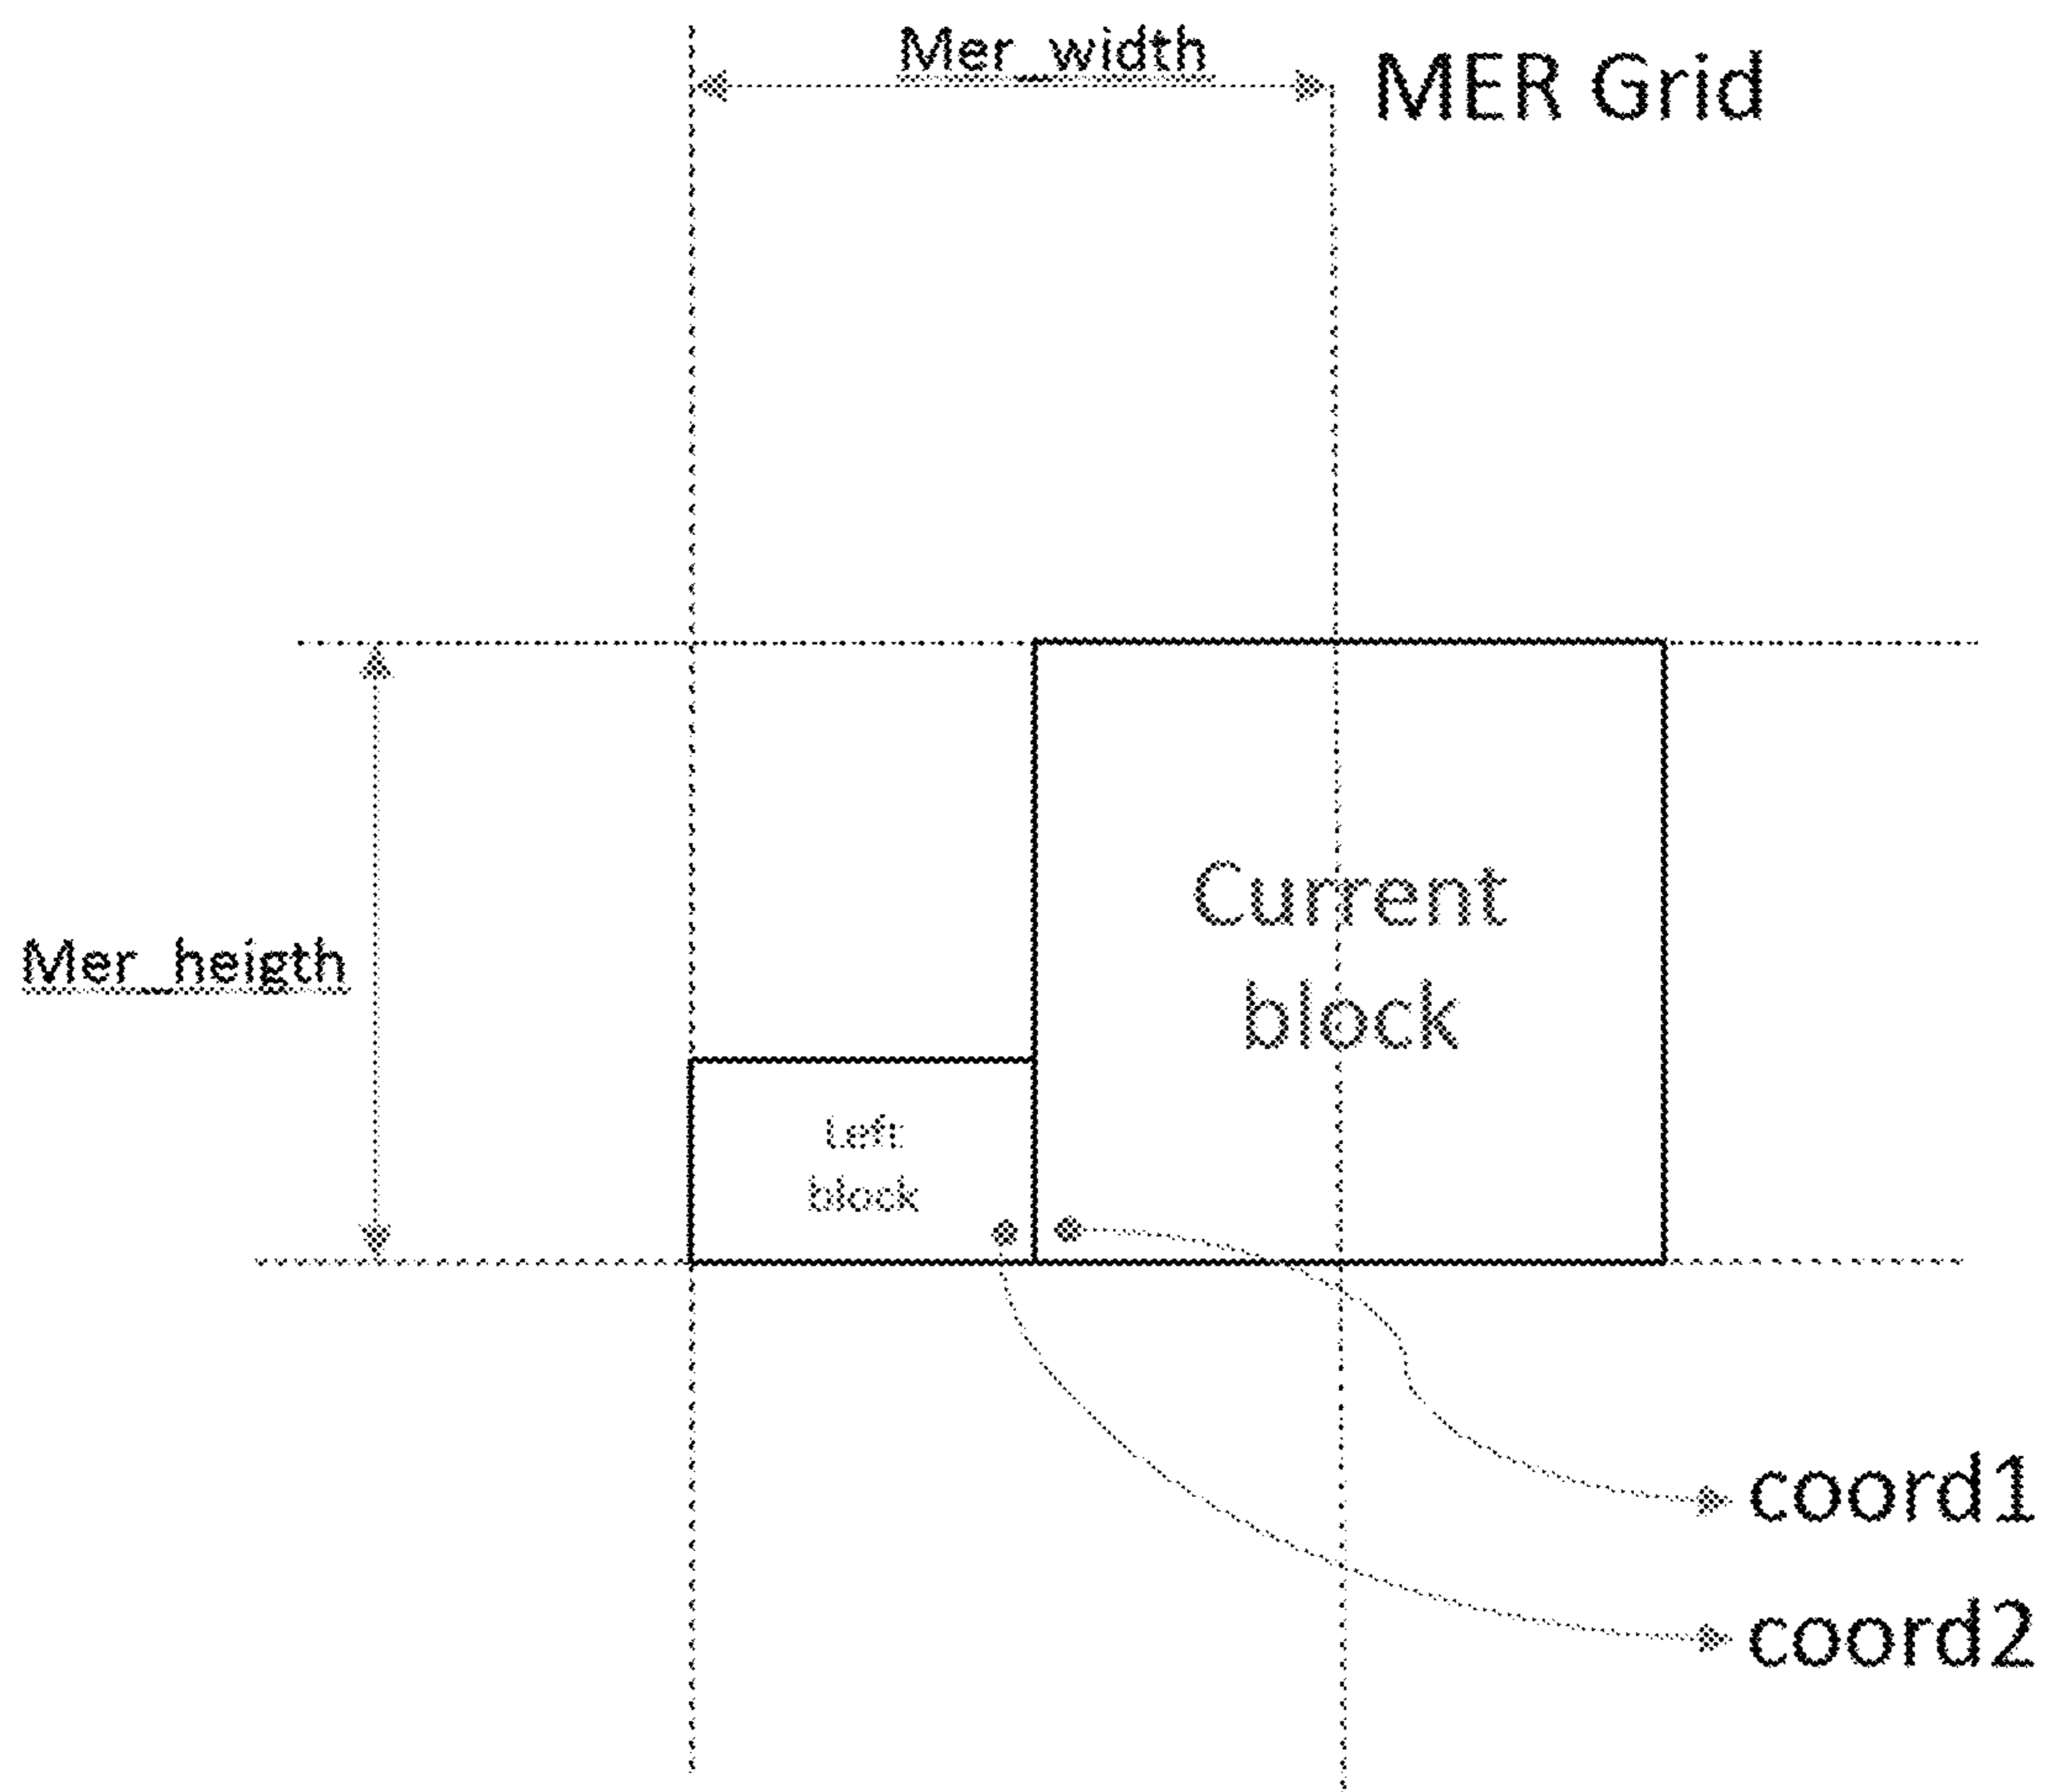 Mer_width
MER Grid
Current
block
Mer_heigth
Left
block
coord1
coord2